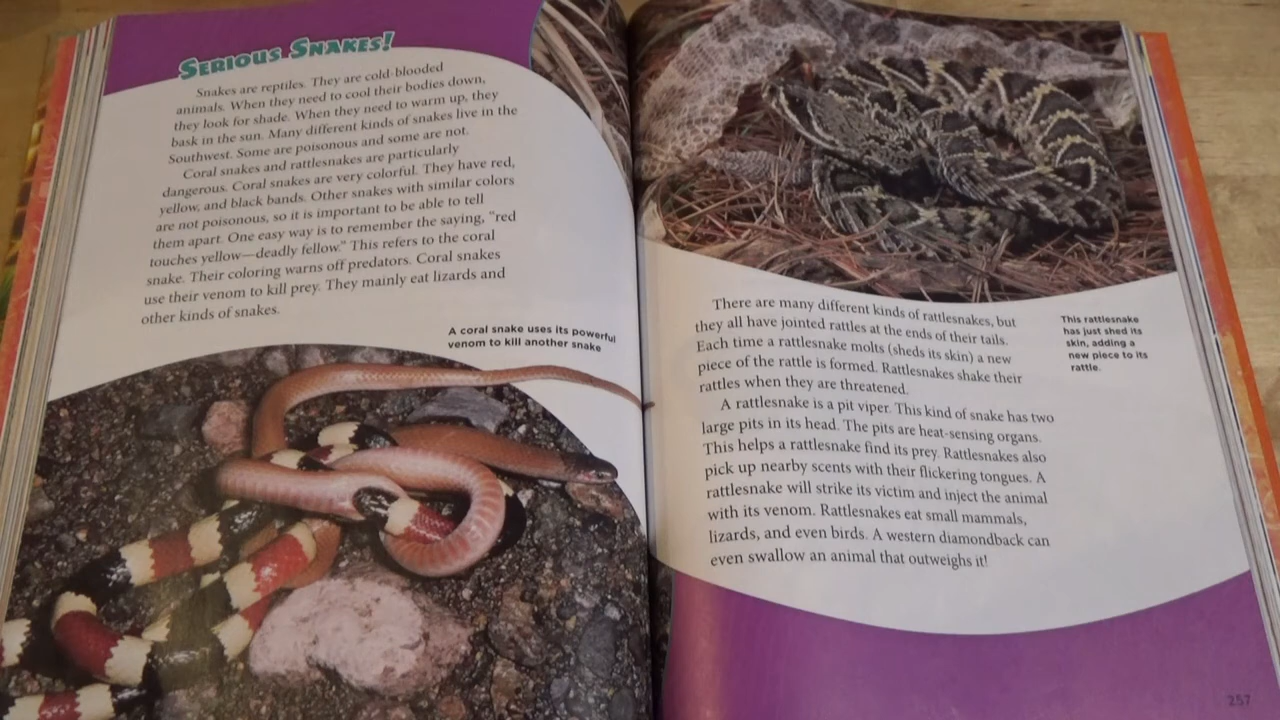 SERIOUS SNAKES!
Snakes are reptiles. They are cold-blooded
animals. When they need to cool their bodies down,
they look for shade. When they need to warm up, they
bask in the sun. Many different kinds of snakes live in the
Southwest. Some are poisonous and some are not.
Coral snakes and rattlesnakes are particularly
dangerous. Coral snakes are very colorful. They have red,
yellow, and black bands. Other snakes with similar colors
are not poisonous, so it is important to be able to tell
them apart. One easy way is to remember the saying, "red
touches yellow—deadly fellow." This refers to the coral
snake. Their coloring warns off predators. Coral snakes
use their venom to kill prey. They mainly eat lizards and
other kinds of snakes.
A coral snake uses its powerful
venom to kill another snake
There are many different kinds of rattlesnakes, but
they all have jointed rattles at the ends of their tails.
Each time a rattlesnake molts (sheds its skin) a new
piece of the rattle is formed. Rattlesnakes shake their
rattles when they are threatened.
A rattlesnake is a pit viper. This kind of snake has two
large pits in its head. The pits are heat-sensing organs.
This helps a rattlesnake find its prey. Rattlesnakes also
pick up nearby scents with their flickering tongues. A
rattlesnake will strike its victim and inject the animal
with its venom. Rattlesnakes eat small mammals,
lizards, and even birds. A western diamondback can
even swallow an animal that outweighs it!
This rattlesnake
has just shed its
skin, adding a
new piece to its
rattle.
257